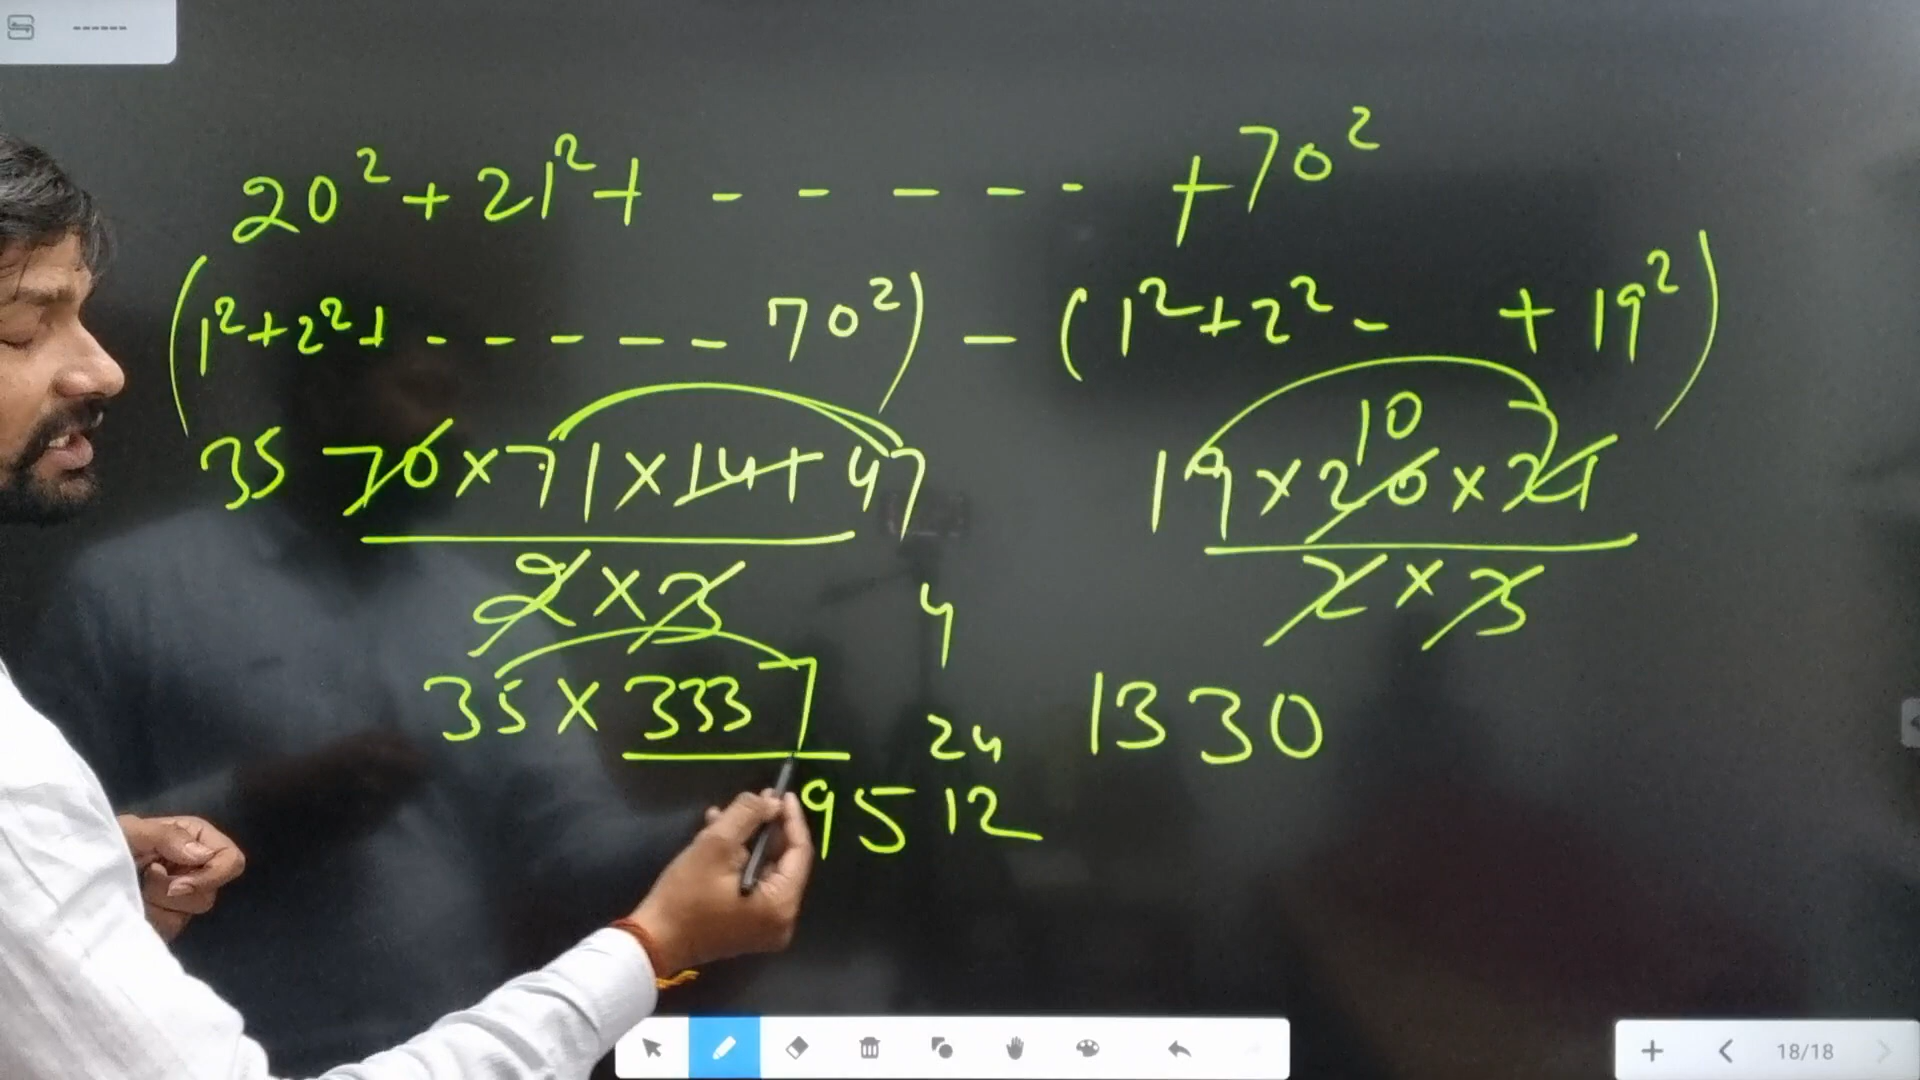 20² + 21² + - - - - - - + 70²
(1² + 2² + - - - - - 70²) - (1² + 2² - + 19²)
10
35 70 × 71 × 141 47 19 × 20 × 39
2 × 3 2 × 3
4
35 × 3337 1330
24
9512
18/18